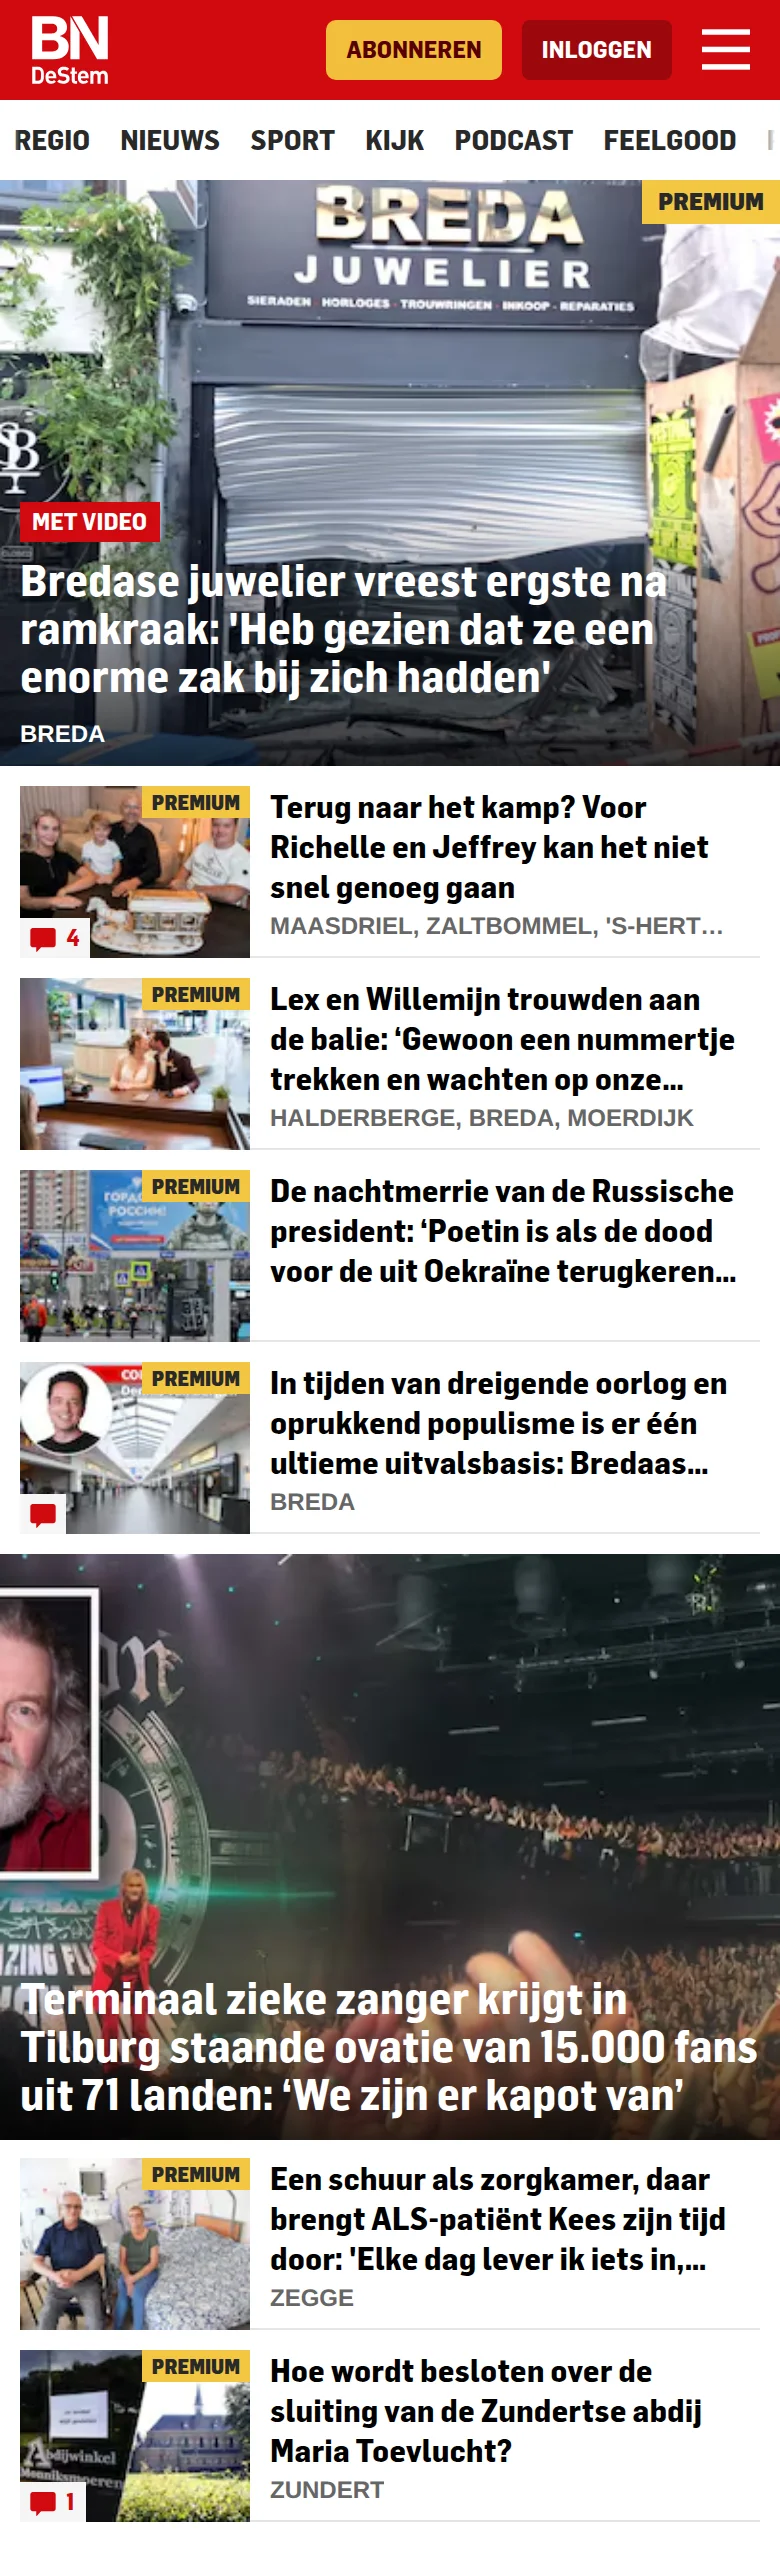 BN
DeStem
ABONNEREN
INLOGGEN
REGIO NIEUWS SPORT KIJK PODCAST FEELGOOD
PREMIUM
BREDA
JUWELIER
SIERADEN · HORLOGES · TROUWRINGEN · INKOOP · REPARATIES
MET VIDEO
Bredase juwelier vreest ergste na
ramkraak: 'Heb gezien dat ze een
enorme zak bij zich hadden'
BREDA
PREMIUM
4
Terug naar het kamp? Voor
Richelle en Jeffrey kan het niet
snel genoeg gaan
MAASDRIEL, ZALTBOMMEL, 'S-HERT...
PREMIUM
Lex en Willemijn trouwden aan
de balie: ‘Gewoon een nummertje
trekken en wachten op onze...
HALDERBERGE, BREDA, MOERDIJK
PREMIUM
De nachtmerrie van de Russische
president: ‘Poetin is als de dood
voor de uit Oekraïne terugkeren...
PREMIUM
In tijden van dreigende oorlog en
oprukkend populisme is er één
ultieme uitvalsbasis: Bredaas...
BREDA
Terminaal zieke zanger krijgt in
Tilburg staande ovatie van 15.000 fans
uit 71 landen: ‘We zijn er kapot van’
PREMIUM
Een schuur als zorgkamer, daar
brengt ALS-patiënt Kees zijn tijd
door: 'Elke dag lever ik iets in,...
ZEGGE
PREMIUM
Abdijwinkel
1
Hoe wordt besloten over de
sluiting van de Zundertse abdij
Maria Toevlucht?
ZUNDERT